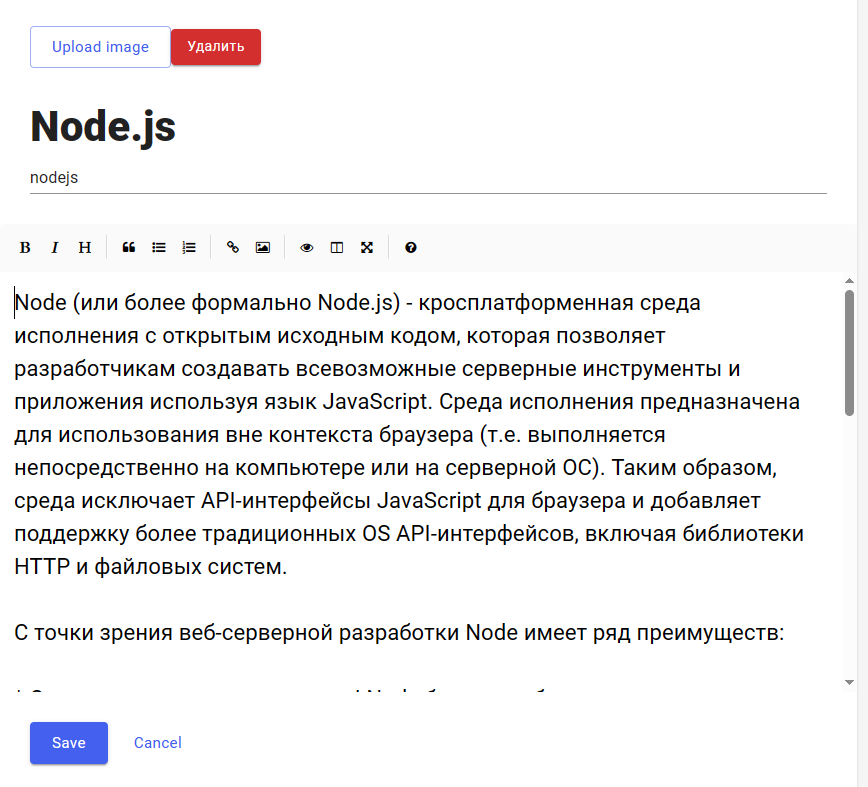 Upload image Удалить
Node.js
nodejs
B I H
Node (или более формально Node.js) - кросплатформенная среда
исполнения с открытым исходным кодом, которая позволяет
разработчикам создавать всевозможные серверные инструменты и
приложения используя язык JavaScript. Среда исполнения предназначена
для использования вне контекста браузера (т.е. выполняется
непосредственно на компьютере или на серверной ОС). Таким образом,
среда исключает API-интерфейсы JavaScript для браузера и добавляет
поддержку более традиционных OS API-интерфейсов, включая библиотеки
HTTP и файловых систем.
С точки зрения веб-серверной разработки Node имеет ряд преимуществ:
Save Cancel